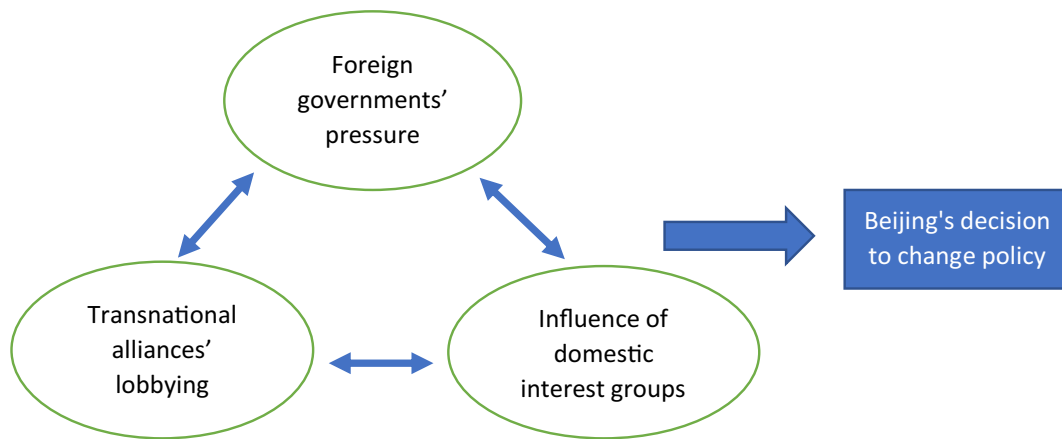 Foreign
governments’
pressure
Beijing's decision
to change policy
Transnational
alliances’
lobbying
Influence of
domestic
interest groups